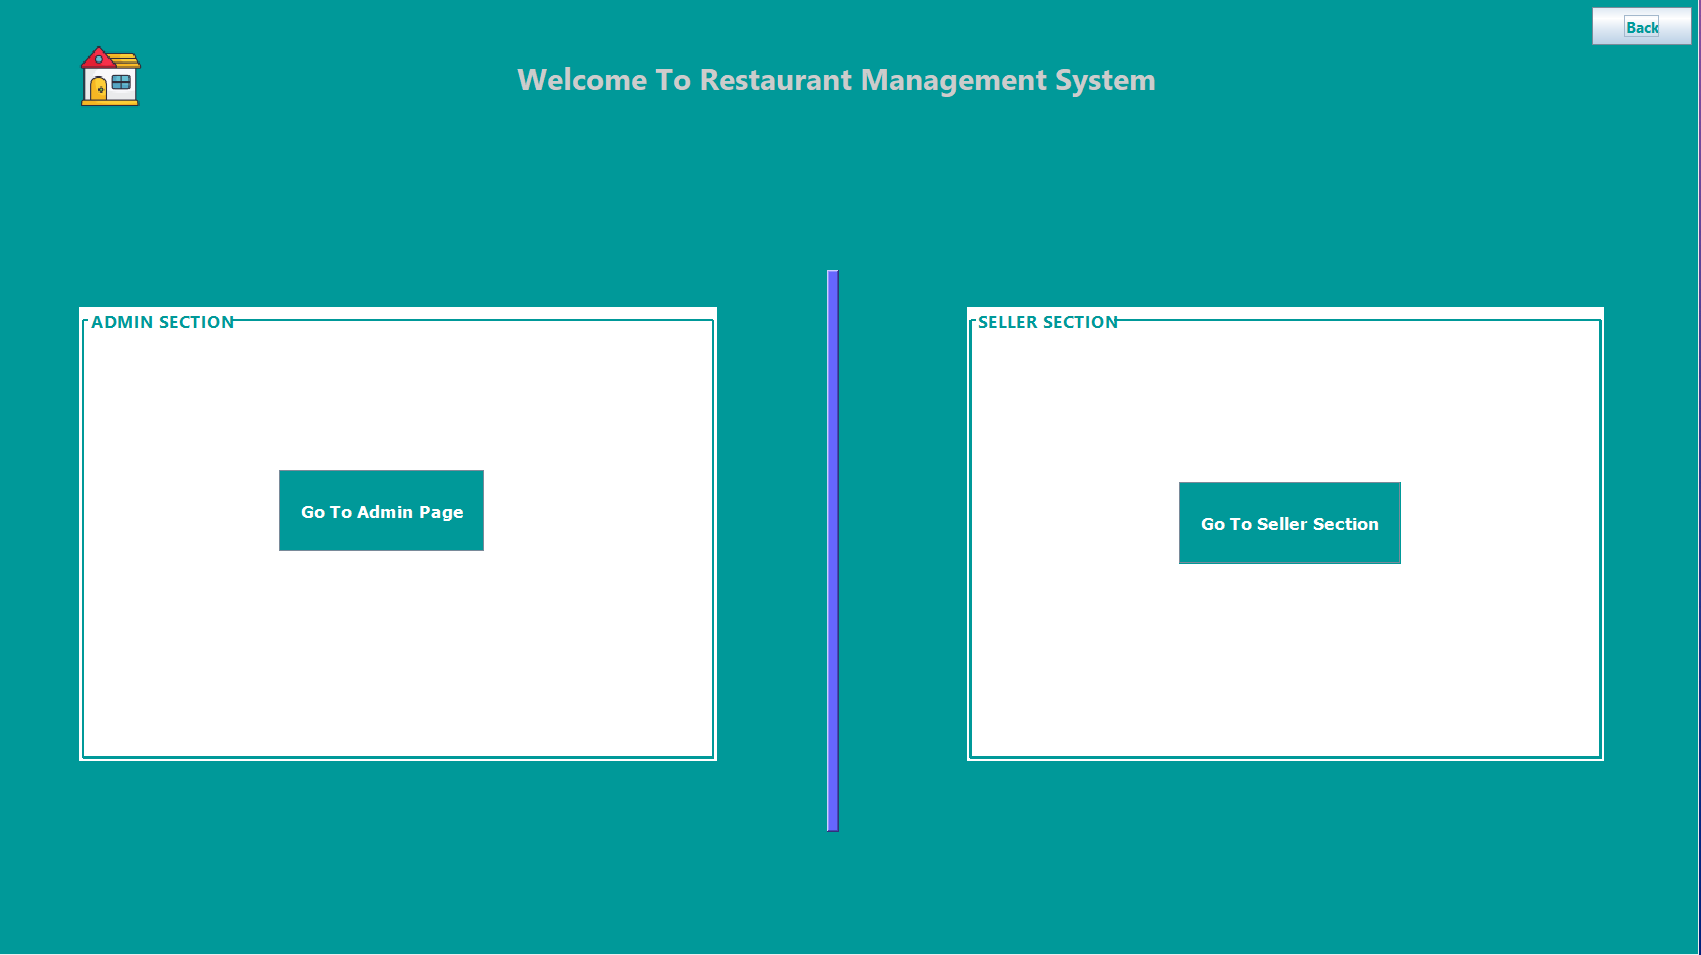 Back
Welcome To Restaurant Management System
ADMIN SECTION
Go To Admin Page
SELLER SECTION
Go To Seller Section